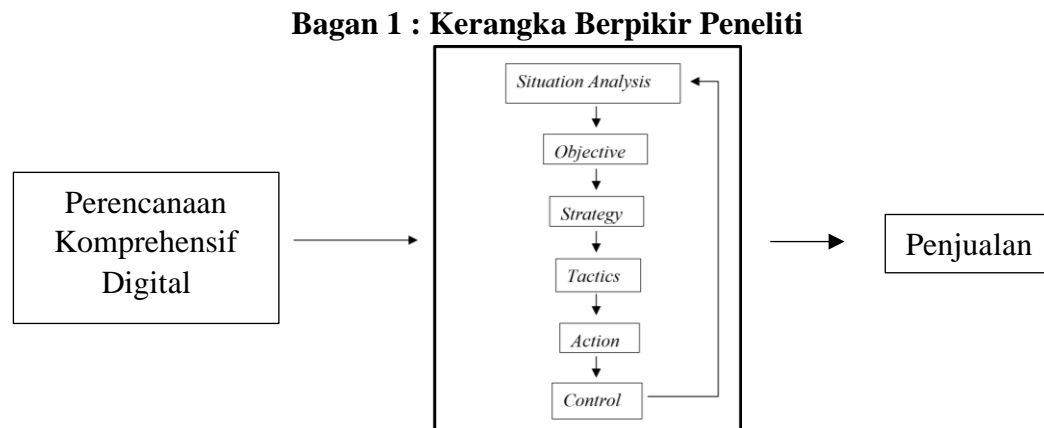 Bagan 1 : Kerangka Berpikir Peneliti
Perencanaan
Komprehensif
Digital
Situation Analysis
Objective
Strategy
Tactics
Action
Control
Penjualan